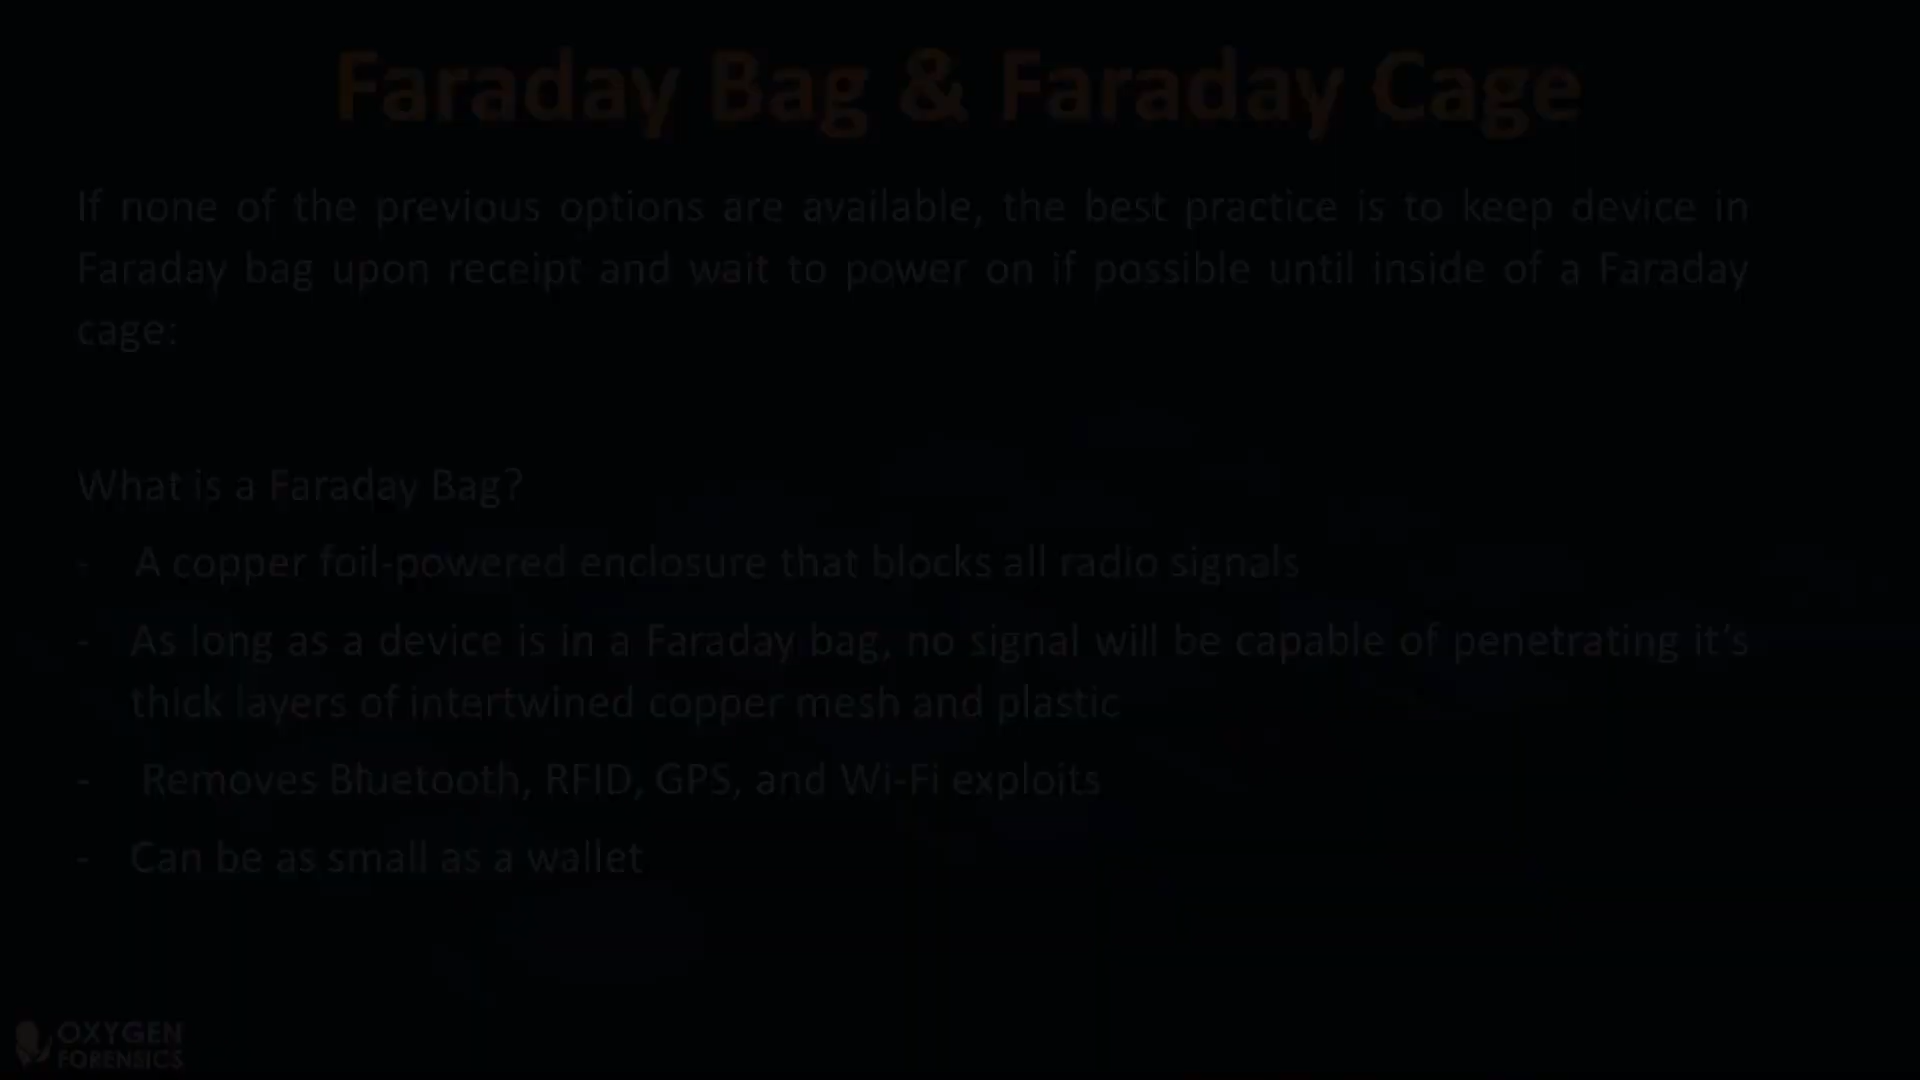 Faraday Bag & Faraday Cage
If none of the previous options are available, the best practice is to keep device in
Faraday bag upon receipt and wait to power on if possible until inside of a Faraday
cage:
What is a Faraday Bag?
- A copper foil-powered enclosure that blocks all radio signals
- As long as a device is in a Faraday bag, no signal will be capable of penetrating it’s
thick layers of intertwined copper mesh and plastic
- Removes Bluetooth, RFID, GPS, and Wi-Fi exploits
- Can be as small as a wallet
OXYGEN
FORENSICS